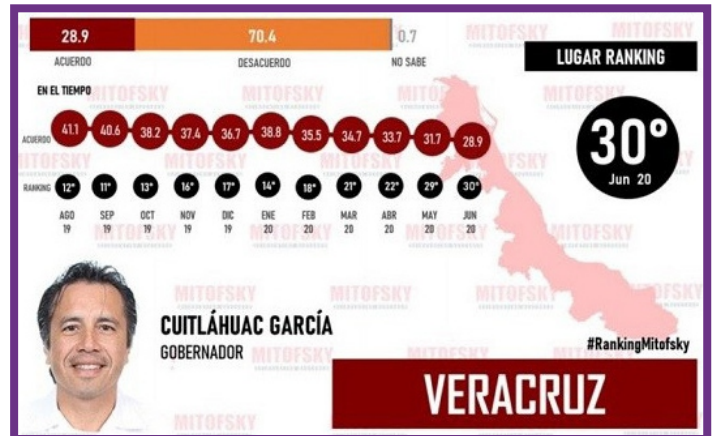 28.9 70.4 0.7
ACUERDO DESACUERDO NO SABE
LUGAR RANKING
30°
Jun 20
EN EL TIEMPO
ACUERDO 41.1 40.6 38.2 37.4 36.7 38.8 35.5 34.7 33.7 31.7 28.9
RANKING 12° 11° 13° 16° 17° 14° 18° 21° 22° 29° 30°
AGO SEP OCT NOV DIC ENE FEB MAR ABR MAY JUN
19 19 19 19 19 20 20 20 20 20 20
CUITLÁHUAC GARCÍA
GOBERNADOR
#RankingMitofsky
VERACRUZ
MITOFSKY